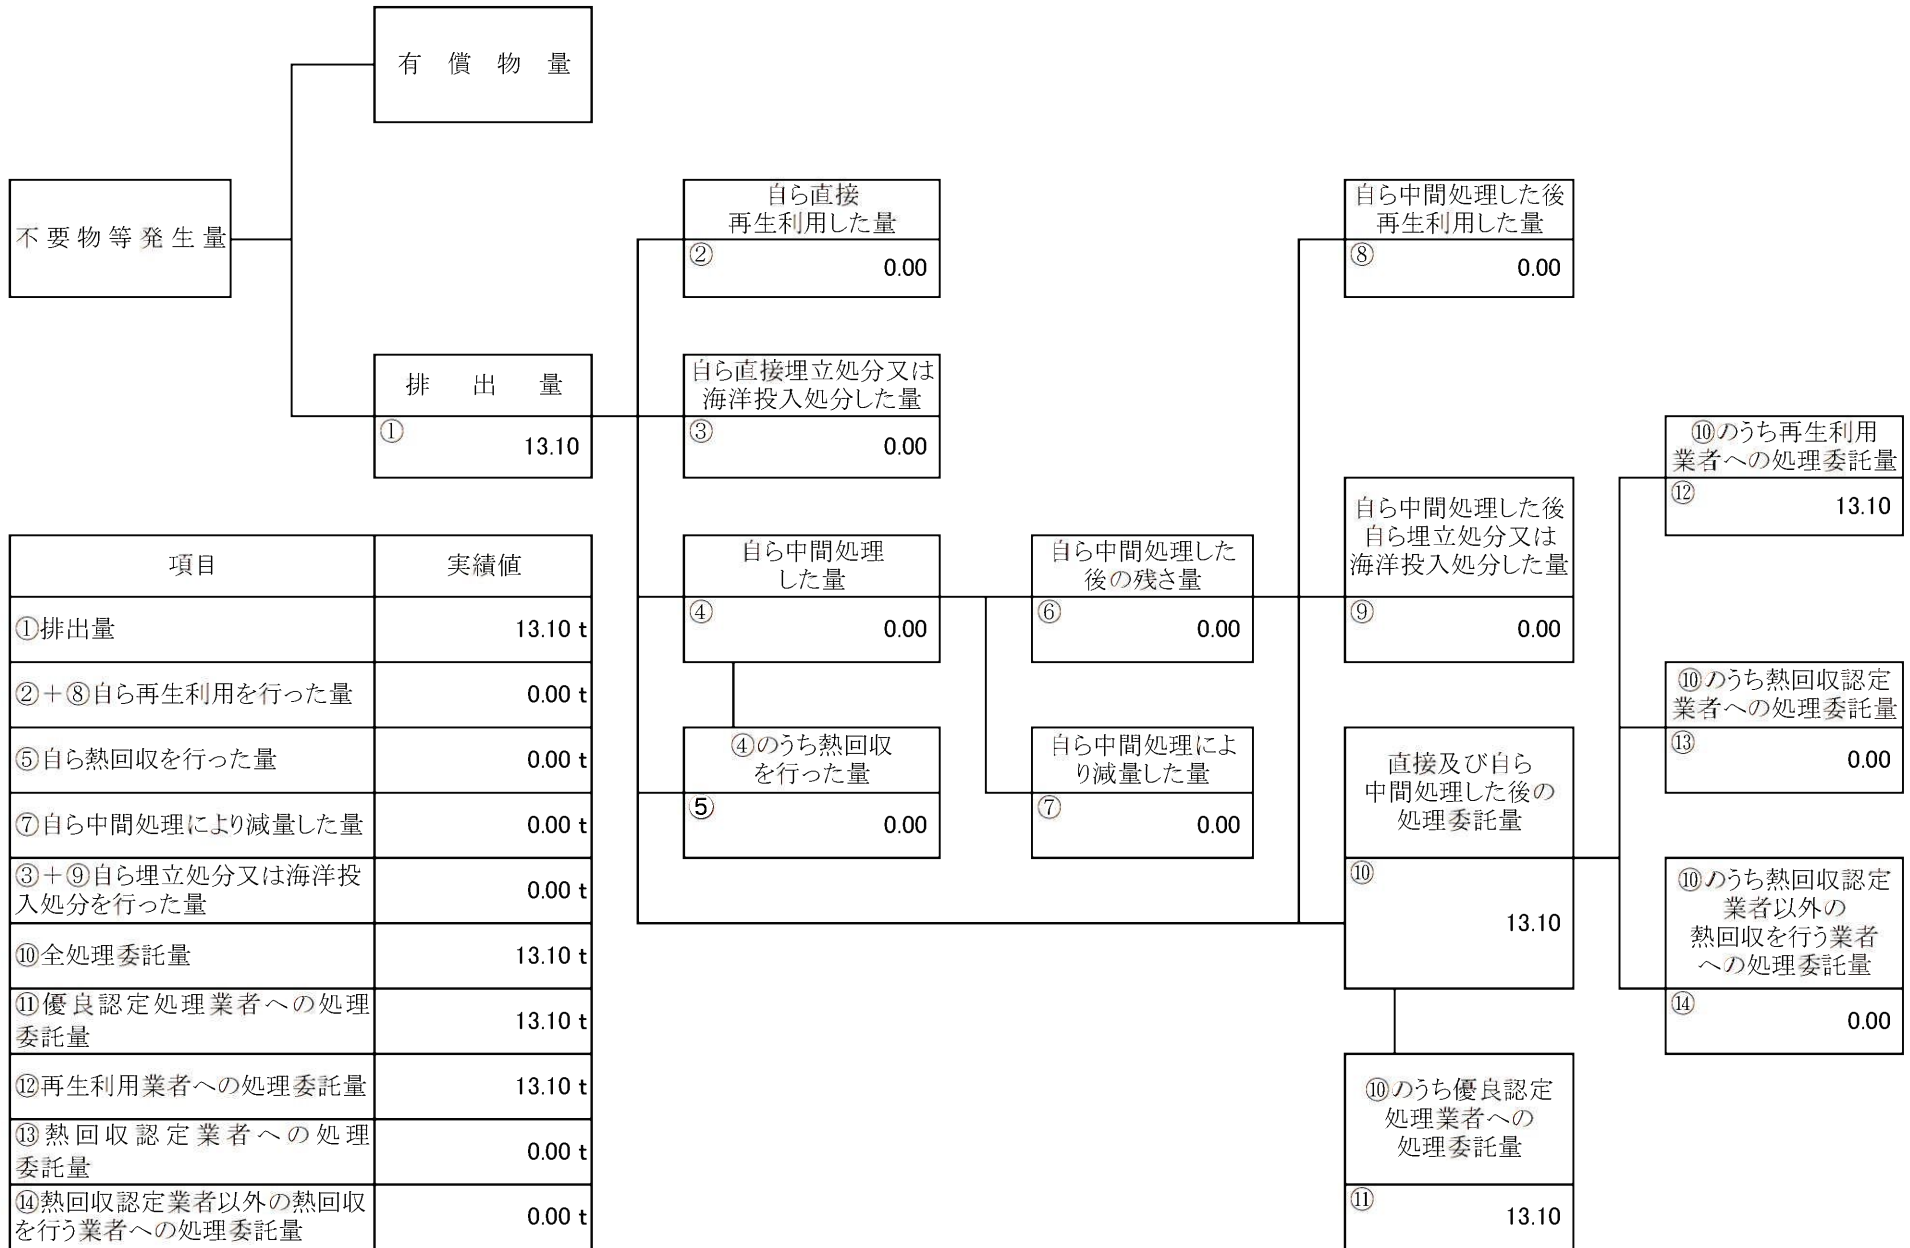 有 償 物 量
不要物等発生量
自ら直接
再生利用した量
②
0.00
自ら中間処理した後
再生利用した量
⑧
0.00
排 出 量
①
13.10
自ら直接埋立処分又は
海洋投入処分した量
③
0.00
⑩のうち再生利用
業者への処理委託量
⑫
13.10
自ら中間処理
した量
④
0.00
自ら中間処理した
後の残さ量
⑥
0.00
自ら中間処理した後
自ら埋立処分又は
海洋投入処分した量
⑨
0.00
⑩のうち熱回収認定
業者への処理委託量
⑬
0.00
④のうち熱回収
を行った量
⑤
0.00
自ら中間処理によ
り減量した量
⑦
0.00
直接及び自ら
中間処理した後の
処理委託量
⑩
13.10
⑩のうち熱回収認定
業者以外の
熱回収を行う業者
への処理委託量
⑭
0.00
⑩のうち優良認定
処理業者への
処理委託量
⑪
13.10
項目 実績値
①排出量 13.10 t
②+⑧自ら再生利用を行った量 0.00 t
⑤自ら熱回収を行った量 0.00 t
⑦自ら中間処理により減量した量 0.00 t
③+⑨自ら埋立処分又は海洋投
入処分を行った量 0.00 t
⑩全処理委託量 13.10 t
⑪優良認定処理業者への処理
委託量 13.10 t
⑫再生利用業者への処理委託量 13.10 t
⑬熱回収認定業者への処理
委託量 0.00 t
⑭熱回収認定業者以外の熱回収
を行う業者への処理委託量 0.00 t